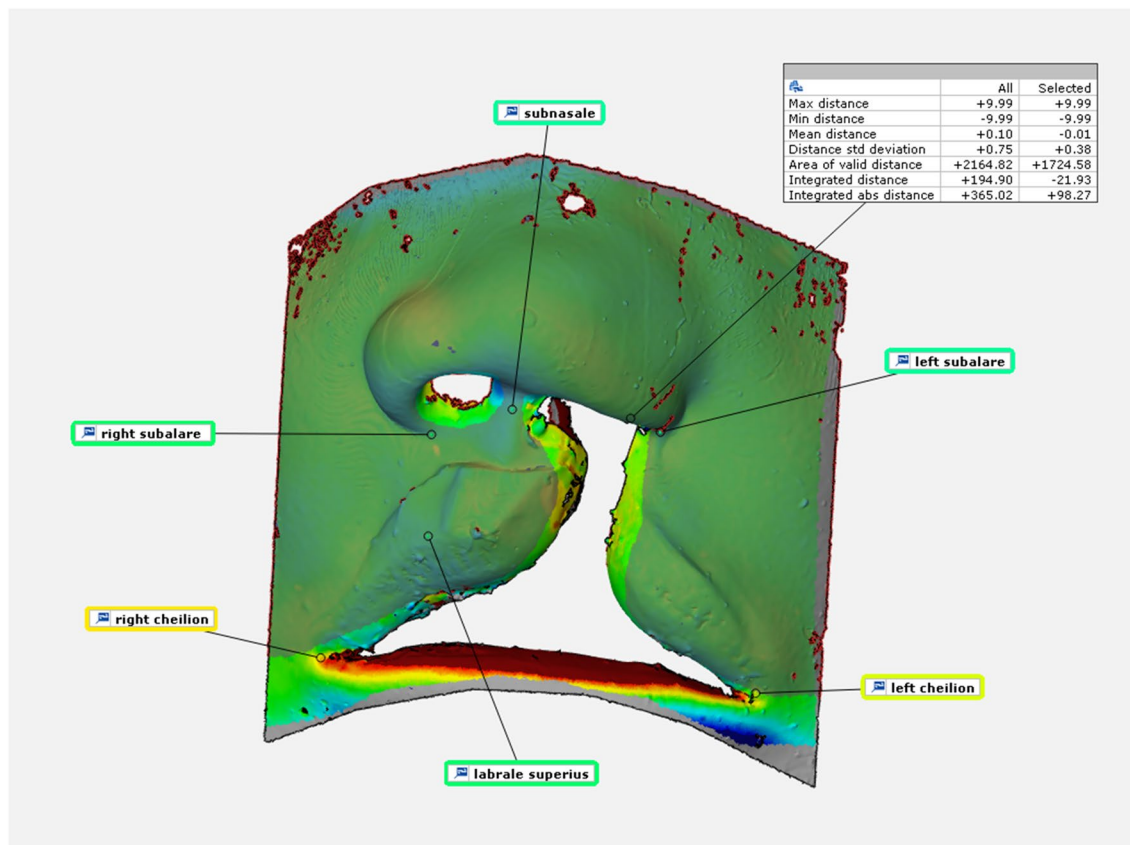 subnasale
All Selected
Max distance +9.99 +9.99
Min distance -9.99 -9.99
Mean distance +0.10 -0.01
Distance std deviation +0.75 +0.38
Area of valid distance +2164.82 +1724.58
Integrated distance +194.90 -21.93
Integrated abs distance +365.02 +98.27
left subalare
right subalare
right cheilion
left cheilion
labrale superius